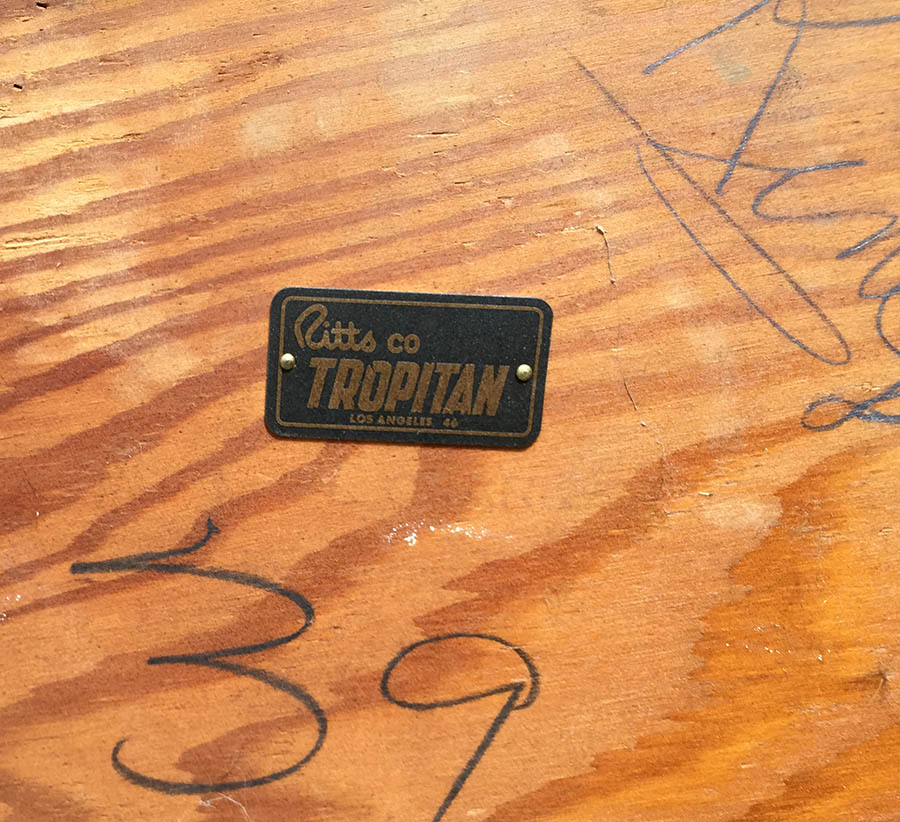 Ritts CO
TROPITAN
LOS ANGELES 46
39